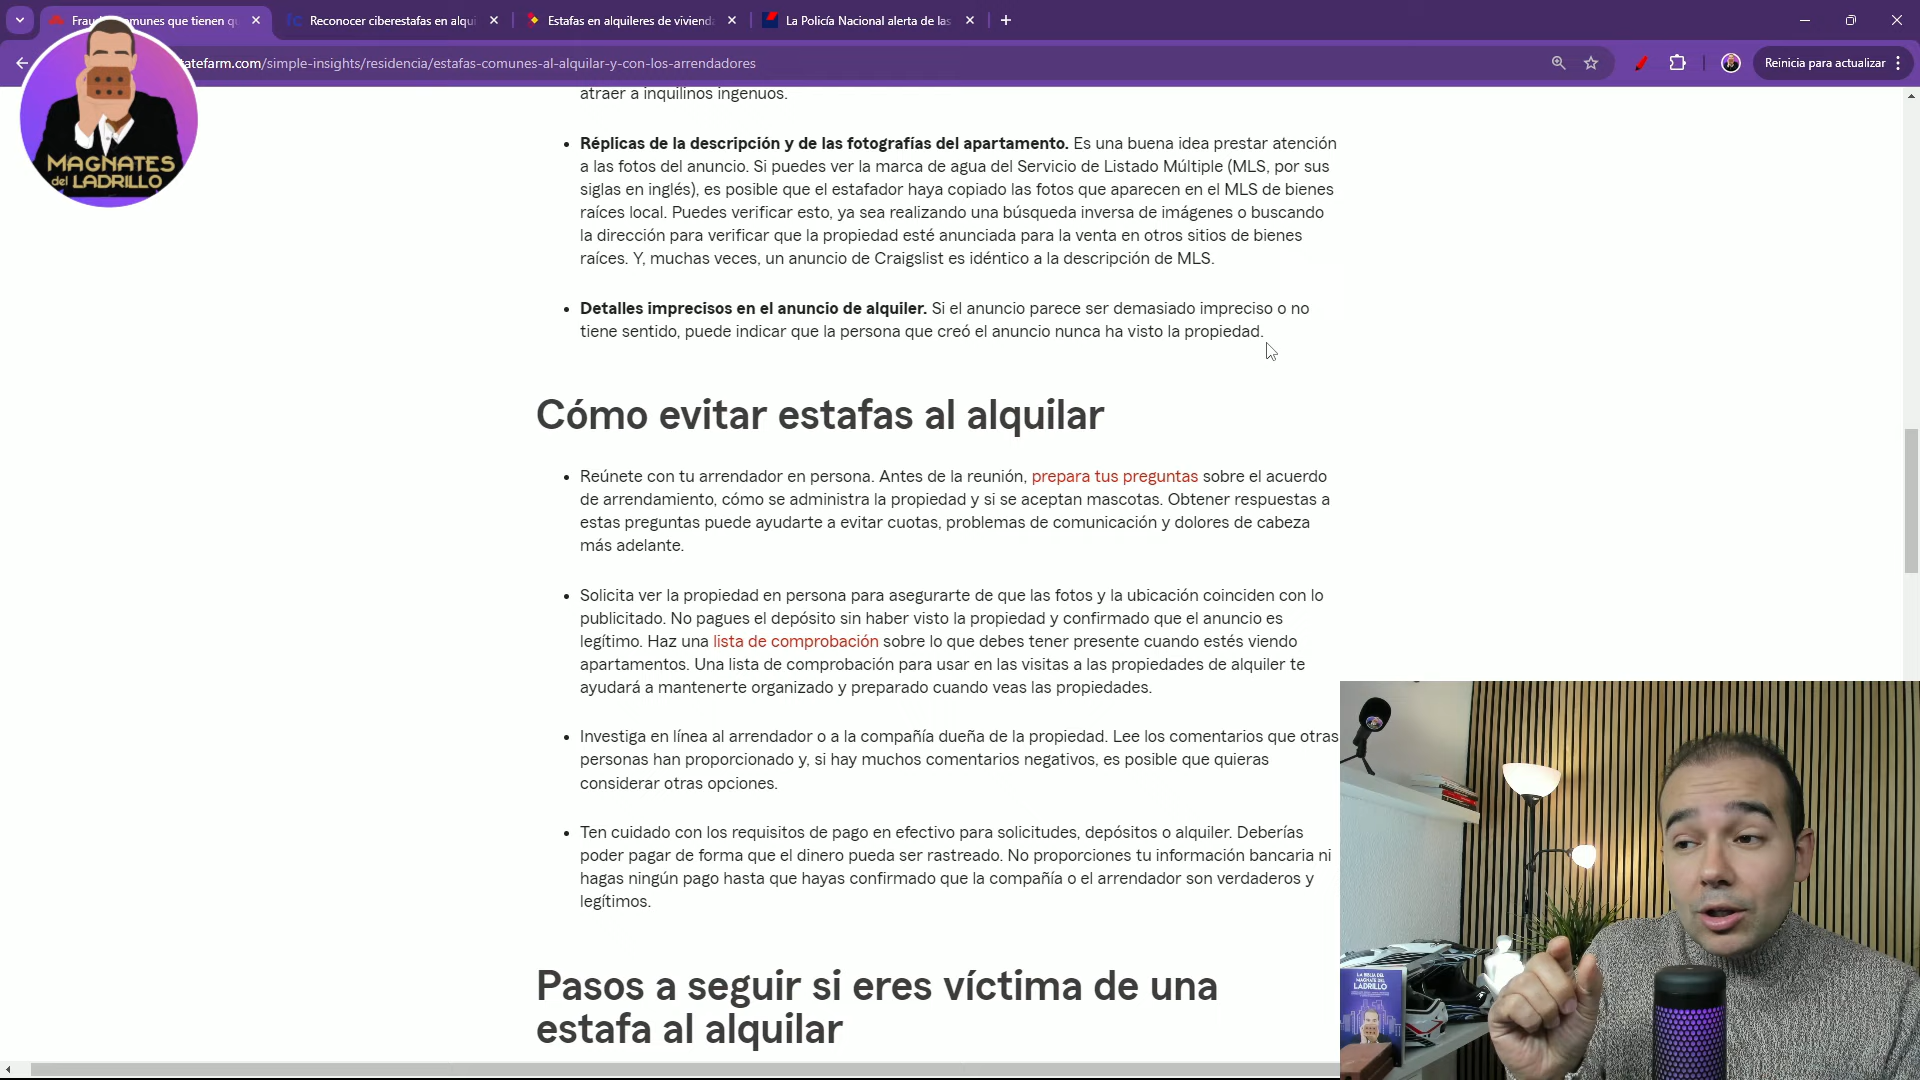 Fraudes comunes que tienen qu
Reconocer ciberestafas en alqui
Estafas en alquileres de vivienda
La Policía Nacional alerta de las
atefarm.com/simple-insights/residencia/estafas-comunes-al-alquilar-y-con-los-arrendadores
Reinicia para actualizar
MAGNATES
del LADRILLO
atraer a inquilinos ingenuos.
Réplicas de la descripción y de las fotografías del apartamento. Es una buena idea prestar atención
a las fotos del anuncio. Si puedes ver la marca de agua del Servicio de Listado Múltiple (MLS, por sus
siglas en inglés), es posible que el estafador haya copiado las fotos que aparecen en el MLS de bienes
raíces local. Puedes verificar esto, ya sea realizando una búsqueda inversa de imágenes o buscando
la dirección para verificar que la propiedad esté anunciada para la venta en otros sitios de bienes
raíces. Y, muchas veces, un anuncio de Craigslist es idéntico a la descripción de MLS.
Detalles imprecisos en el anuncio de alquiler. Si el anuncio parece ser demasiado impreciso o no
tiene sentido, puede indicar que la persona que creó el anuncio nunca ha visto la propiedad.
Cómo evitar estafas al alquilar
Reúnete con tu arrendador en persona. Antes de la reunión, prepara tus preguntas sobre el acuerdo
de arrendamiento, cómo se administra la propiedad y si se aceptan mascotas. Obtener respuestas a
estas preguntas puede ayudarte a evitar cuotas, problemas de comunicación y dolores de cabeza
más adelante.
Solicita ver la propiedad en persona para asegurarte de que las fotos y la ubicación coinciden con lo
publicitado. No pagues el depósito sin haber visto la propiedad y confirmado que el anuncio es
legítimo. Haz una lista de comprobación sobre lo que debes tener presente cuando estés viendo
apartamentos. Una lista de comprobación para usar en las visitas a las propiedades de alquiler te
ayudará a mantenerte organizado y preparado cuando veas las propiedades.
Investiga en línea al arrendador o a la compañía dueña de la propiedad. Lee los comentarios que otras
personas han proporcionado y, si hay muchos comentarios negativos, es posible que quieras
considerar otras opciones.
Ten cuidado con los requisitos de pago en efectivo para solicitudes, depósitos o alquiler. Deberías
poder pagar de forma que el dinero pueda ser rastreado. No proporciones tu información bancaria ni
hagas ningún pago hasta que hayas confirmado que la compañía o el arrendador son verdaderos y
legítimos.
Pasos a seguir si eres víctima de una
estafa al alquilar
LA BIBLIA DEL
MAGNATE DEL
LADRILLO